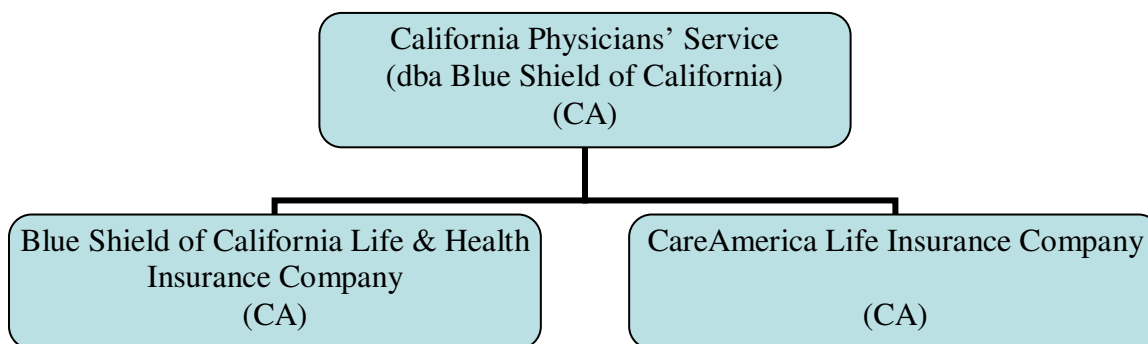 California Physicians’ Service
(dba Blue Shield of California)
(CA)
Blue Shield of California Life & Health
Insurance Company
(CA)
CareAmerica Life Insurance Company
(CA)